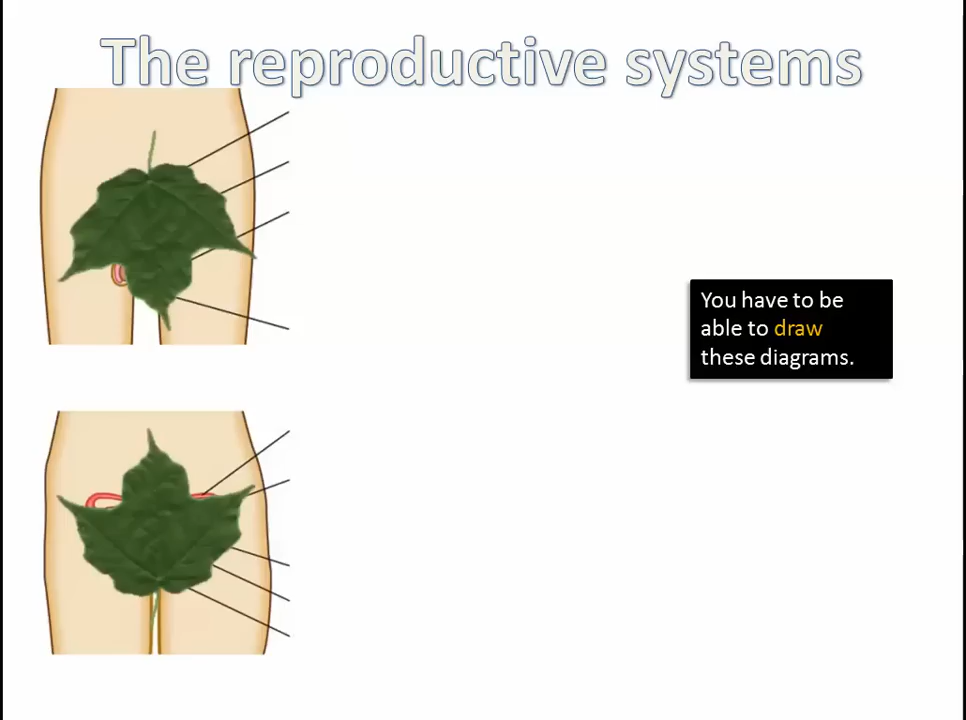 The reproductive systems
You have to be
able to draw
these diagrams.